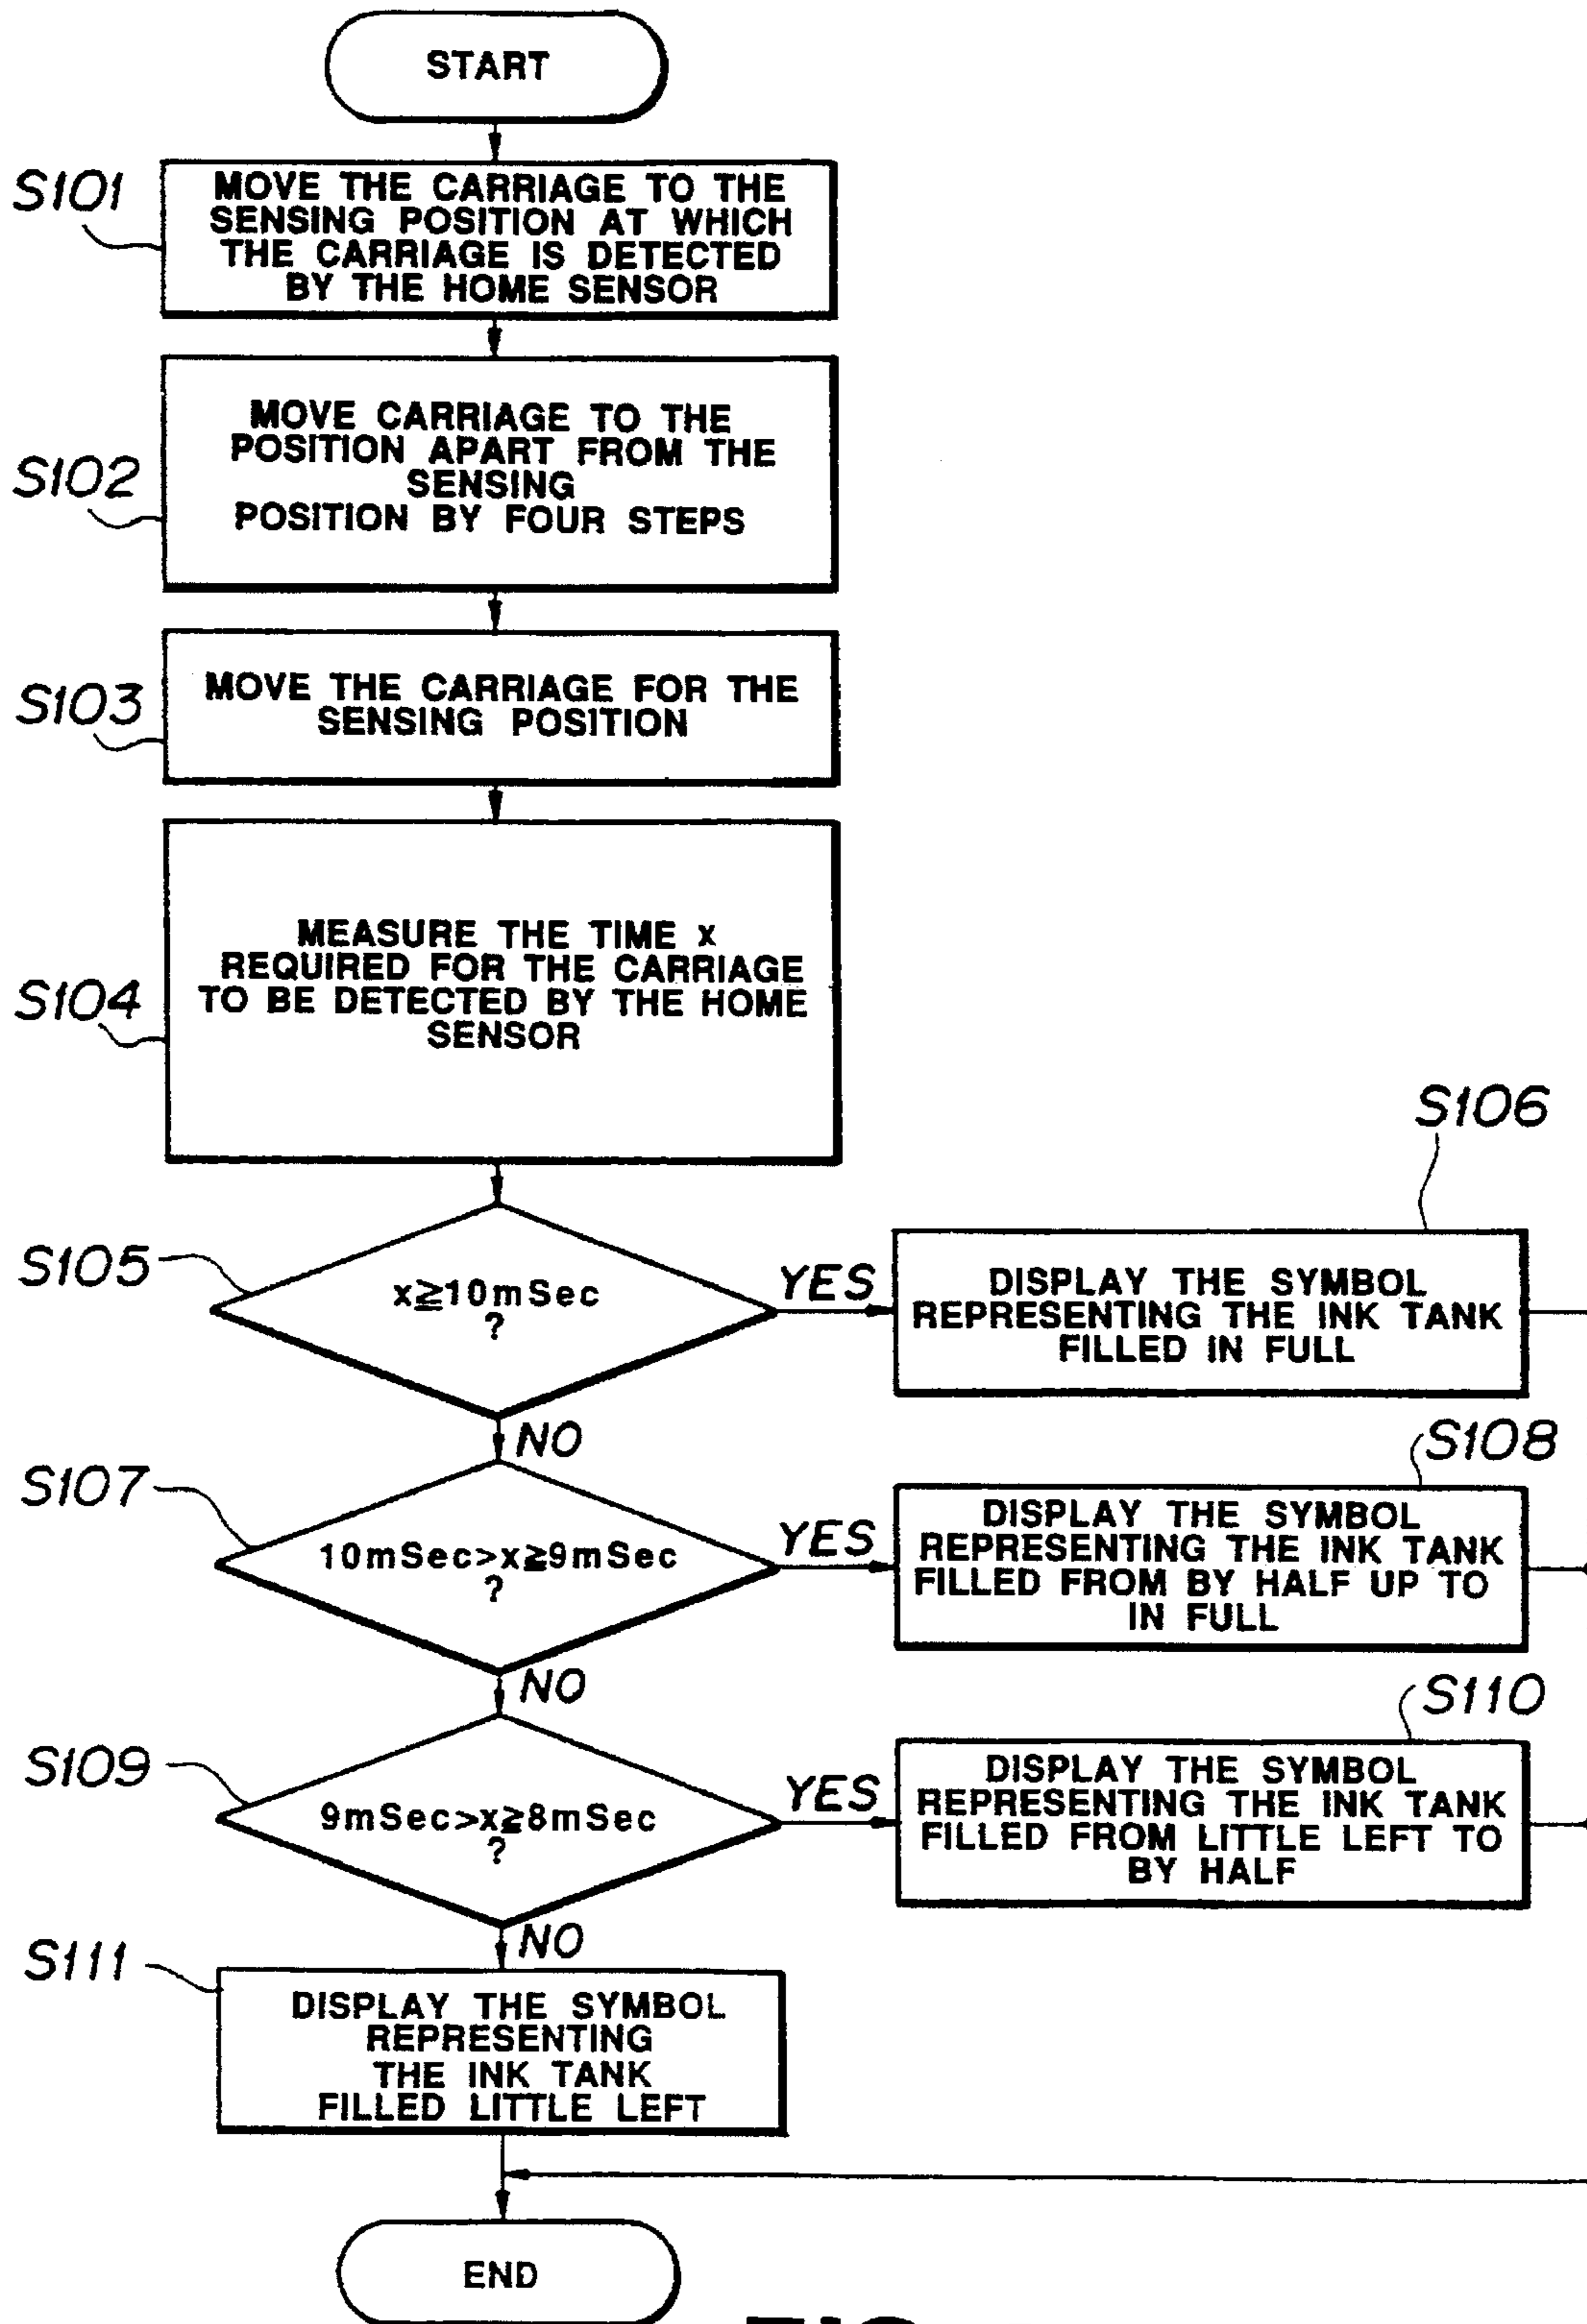 START
S101
MOVE THE CARRIAGE TO THE
SENSING POSITION AT WHICH
THE CARRIAGE IS DETECTED
BY THE HOME SENSOR
S102
MOVE CARRIAGE TO THE
POSITION APART FROM THE
SENSING
POSITION BY FOUR STEPS
S103
MOVE THE CARRIAGE FOR THE
SENSING POSITION
S104
MEASURE THE TIME x
REQUIRED FOR THE CARRIAGE
TO BE DETECTED BY THE HOME
SENSOR
S105
x≧10mSec
?
YES
S106
DISPLAY THE SYMBOL
REPRESENTING THE INK TANK
FILLED IN FULL
NO
S107
10mSec>x≧9mSec
?
YES
S108
DISPLAY THE SYMBOL
REPRESENTING THE INK TANK
FILLED FROM BY HALF UP TO
IN FULL
NO
S109
9mSec>x≧8mSec
?
YES
S110
DISPLAY THE SYMBOL
REPRESENTING THE INK TANK
FILLED FROM LITTLE LEFT TO
BY HALF
NO
S111
DISPLAY THE SYMBOL
REPRESENTING
THE INK TANK
FILLED LITTLE LEFT
END